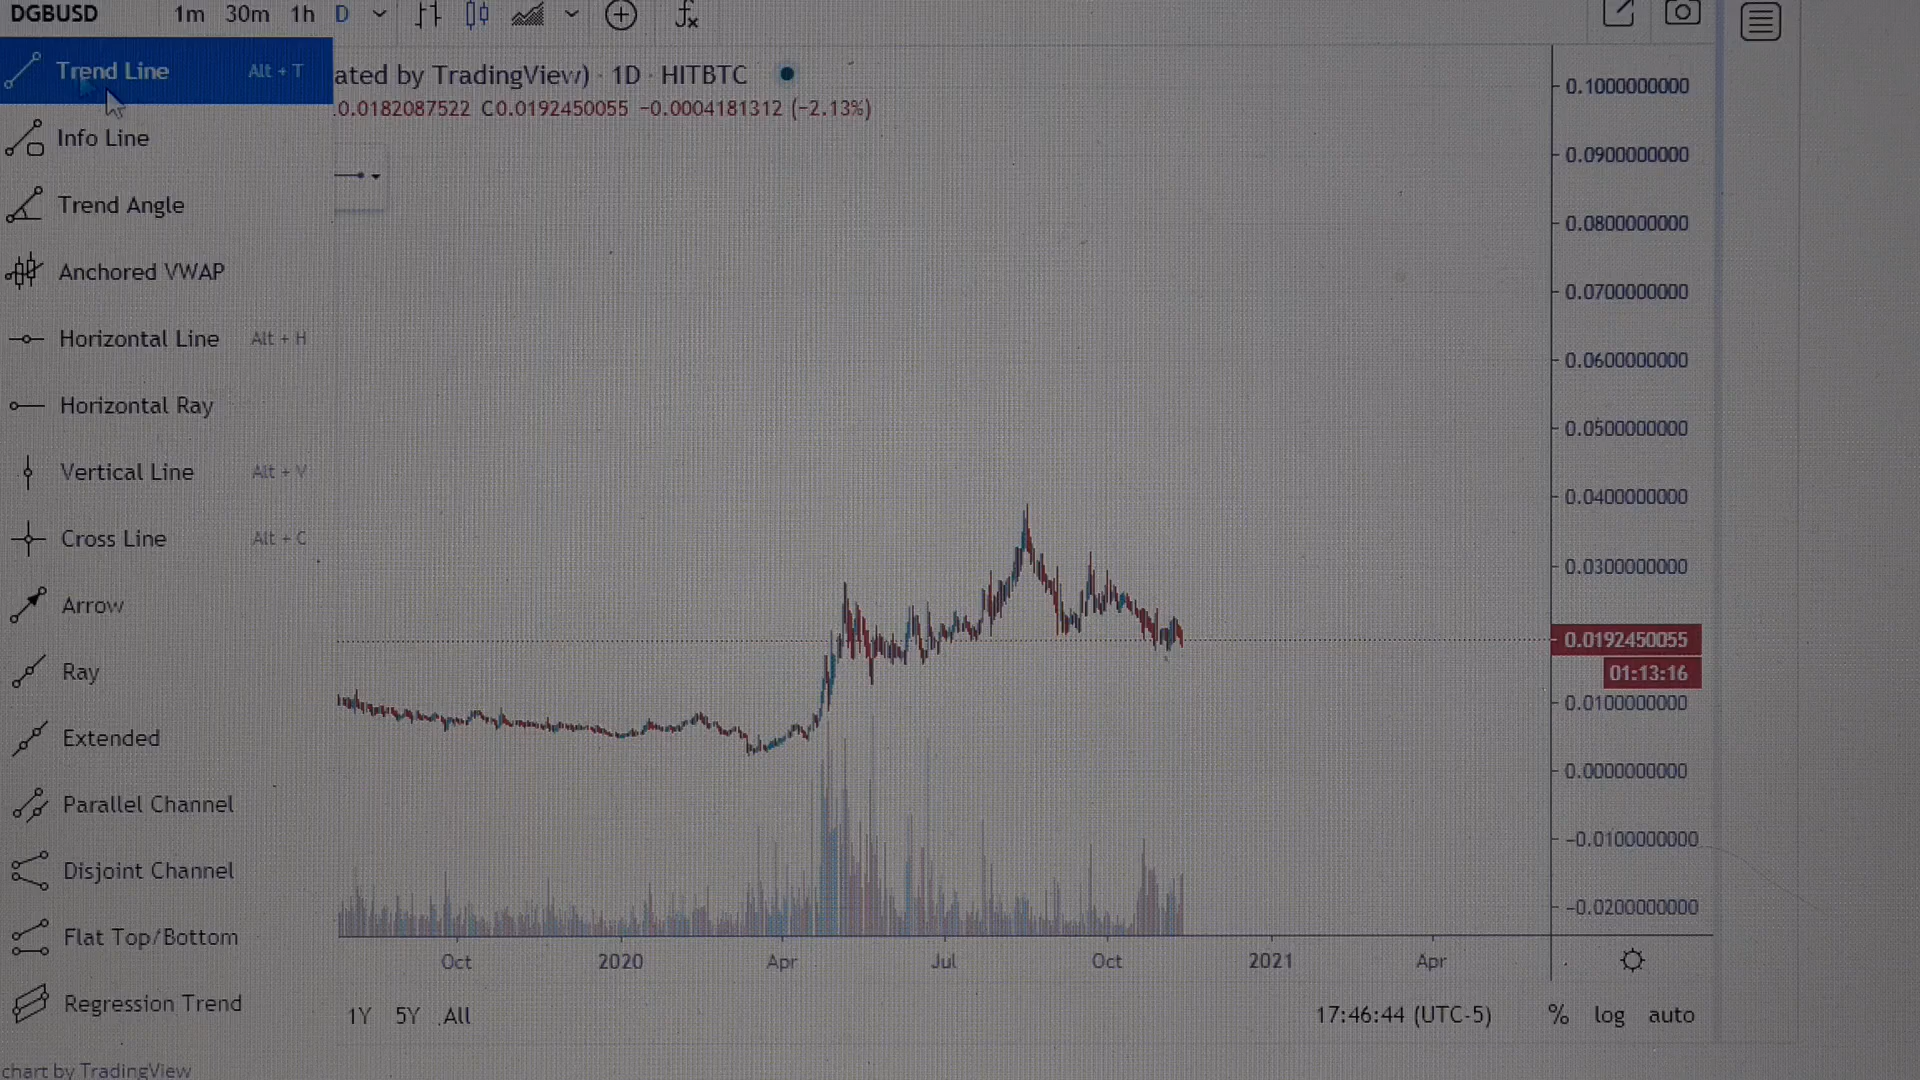 DGBUSD 1m 30m 1h D
Trend Line Alt + T
ated by TradingView) · 1D · HITBTC
.0.0182087522 C0.0192450055 −0.0004181312 (−2.13%)
Info Line
Trend Angle
Anchored VWAP
Horizontal Line Alt + H
Horizontal Ray
Vertical Line Alt + V
Cross Line Alt + C
Arrow
Ray
Extended
Parallel Channel
Disjoint Channel
Flat Top/Bottom
Regression Trend
0.1000000000
0.0900000000
0.0800000000
0.0700000000
0.0600000000
0.0500000000
0.0400000000
0.0300000000
0.0192450055
01:13:16
0.0100000000
0.0000000000
−0.0100000000
−0.0200000000
Oct 2020 Apr Jul Oct 2021 Apr
1Y 5Y All 17:46:44 (UTC-5) % log auto
chart by TradingView